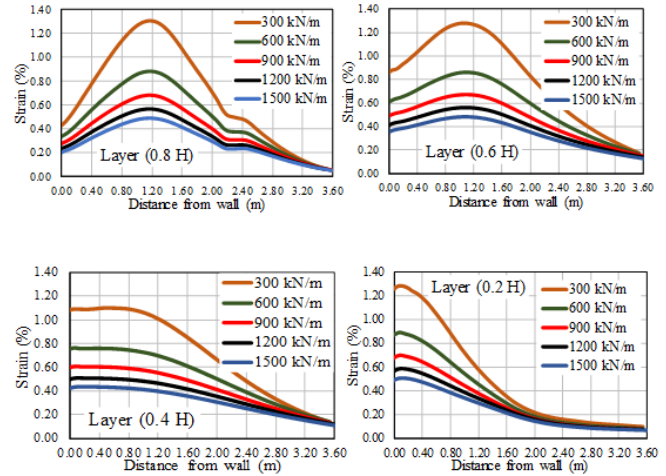 1.40
1.20
1.00
0.80
0.60
0.40
0.20
0.00
Strain (%)
300 kN/m
600 kN/m
900 kN/m
1200 kN/m
1500 kN/m
Layer (0.8 H)
0.00 0.40 0.80 1.20 1.60 2.00 2.40 2.80 3.20 3.60
Distance from wall (m)
1.40
1.20
1.00
0.80
0.60
0.40
0.20
0.00
Strain (%)
300 kN/m
600 kN/m
900 kN/m
1200 kN/m
1500 kN/m
Layer (0.6 H)
0.00 0.40 0.80 1.20 1.60 2.00 2.40 2.80 3.20 3.60
Distance from wall (m)
1.40
1.20
1.00
0.80
0.60
0.40
0.20
0.00
Strain (%)
300 kN/m
600 kN/m
900 kN/m
1200 kN/m
1500 kN/m
Layer (0.4 H)
0.00 0.40 0.80 1.20 1.60 2.00 2.40 2.80 3.20 3.60
Distance from wall (m)
1.40
1.20
1.00
0.80
0.60
0.40
0.20
0.00
Strain (%)
Layer (0.2 H)
300 kN/m
600 kN/m
900 kN/m
1200 kN/m
1500 kN/m
0.00 0.40 0.80 1.20 1.60 2.00 2.40 2.80 3.20 3.60
Distance from wall (m)